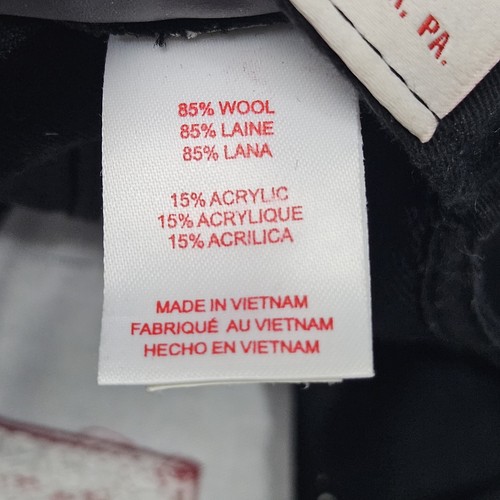 PA.
85% WOOL
85% LAINE
85% LANA
15% ACRYLIC
15% ACRYLIQUE
15% ACRILICA
MADE IN VIETNAM
FABRIQUÉ AU VIETNAM
HECHO EN VIETNAM